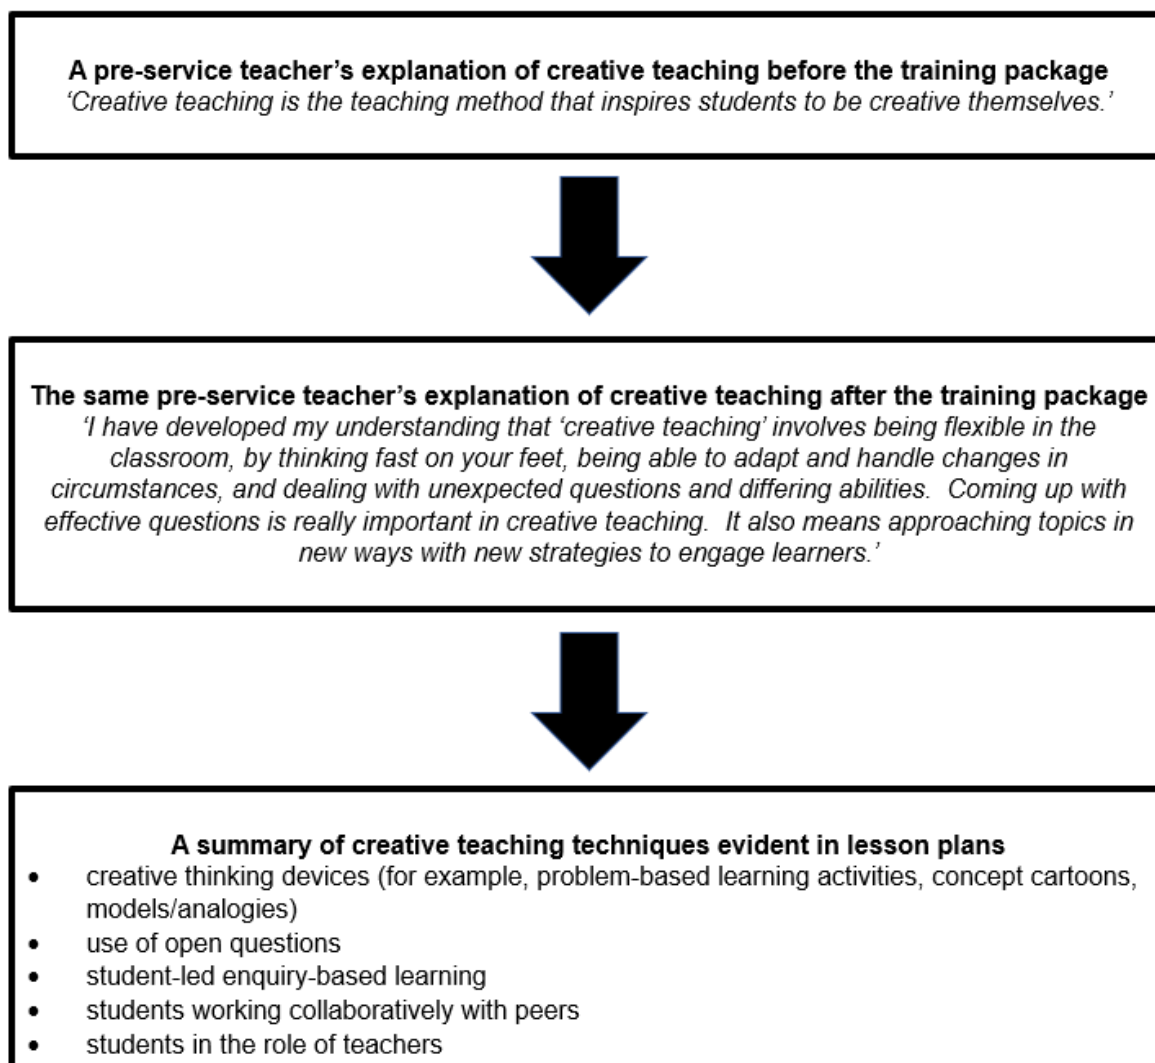 A pre-service teacher’s explanation of creative teaching before the training package
‘Creative teaching is the teaching method that inspires students to be creative themselves.’
The same pre-service teacher’s explanation of creative teaching after the training package
‘I have developed my understanding that ‘creative teaching’ involves being flexible in the
classroom, by thinking fast on your feet, being able to adapt and handle changes in
circumstances, and dealing with unexpected questions and differing abilities.  Coming up with
effective questions is really important in creative teaching.  It also means approaching topics in
new ways with new strategies to engage learners.’
A summary of creative teaching techniques evident in lesson plans
• creative thinking devices (for example, problem-based learning activities, concept cartoons,
models/analogies)
• use of open questions
• student-led enquiry-based learning
• students working collaboratively with peers
• students in the role of teachers